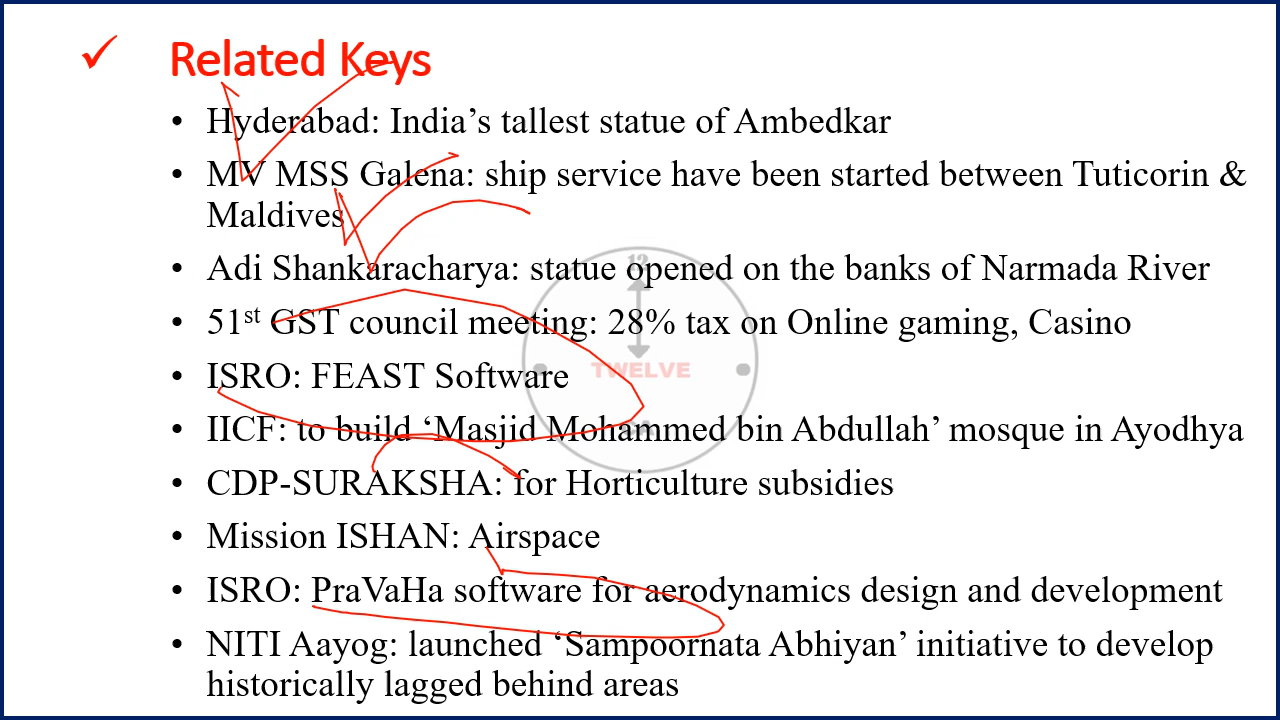 ✓ Related Keys
• Hyderabad: India’s tallest statue of Ambedkar
• MV MSS Galena: ship service have been started between Tuticorin &
Maldives
• Adi Shankaracharya: statue opened on the banks of Narmada River
• 51st GST council meeting: 28% tax on Online gaming, Casino
• ISRO: FEAST Software
• IICF: to build ‘Masjid Mohammed bin Abdullah’ mosque in Ayodhya
• CDP-SURAKSHA: for Horticulture subsidies
• Mission ISHAN: Airspace
• ISRO: PraVaHa software for aerodynamics design and development
• NITI Aayog: launched ‘Sampoornata Abhiyan’ initiative to develop
historically lagged behind areas
12
TWELVE